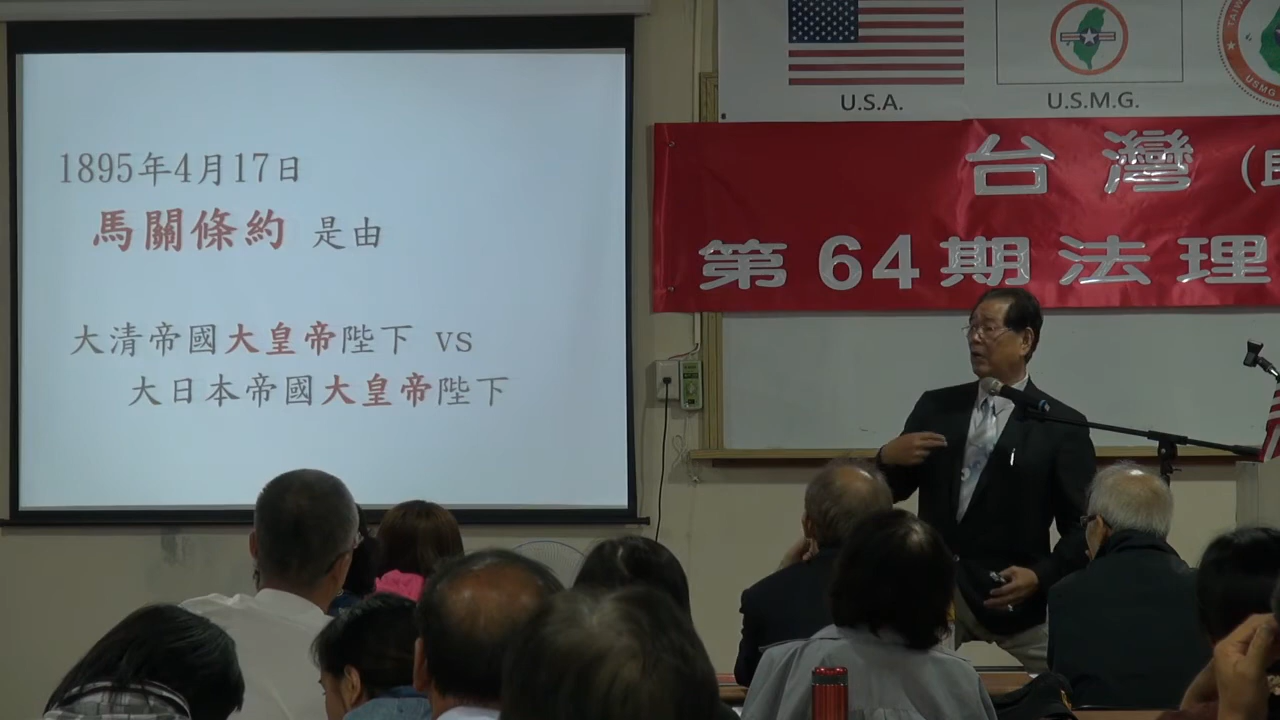 1895年4月17日
馬關條約 是由
大清帝國大皇帝陛下 vs
大日本帝國大皇帝陛下
U.S.A.
U.S.M.G.
台灣
第64期法理